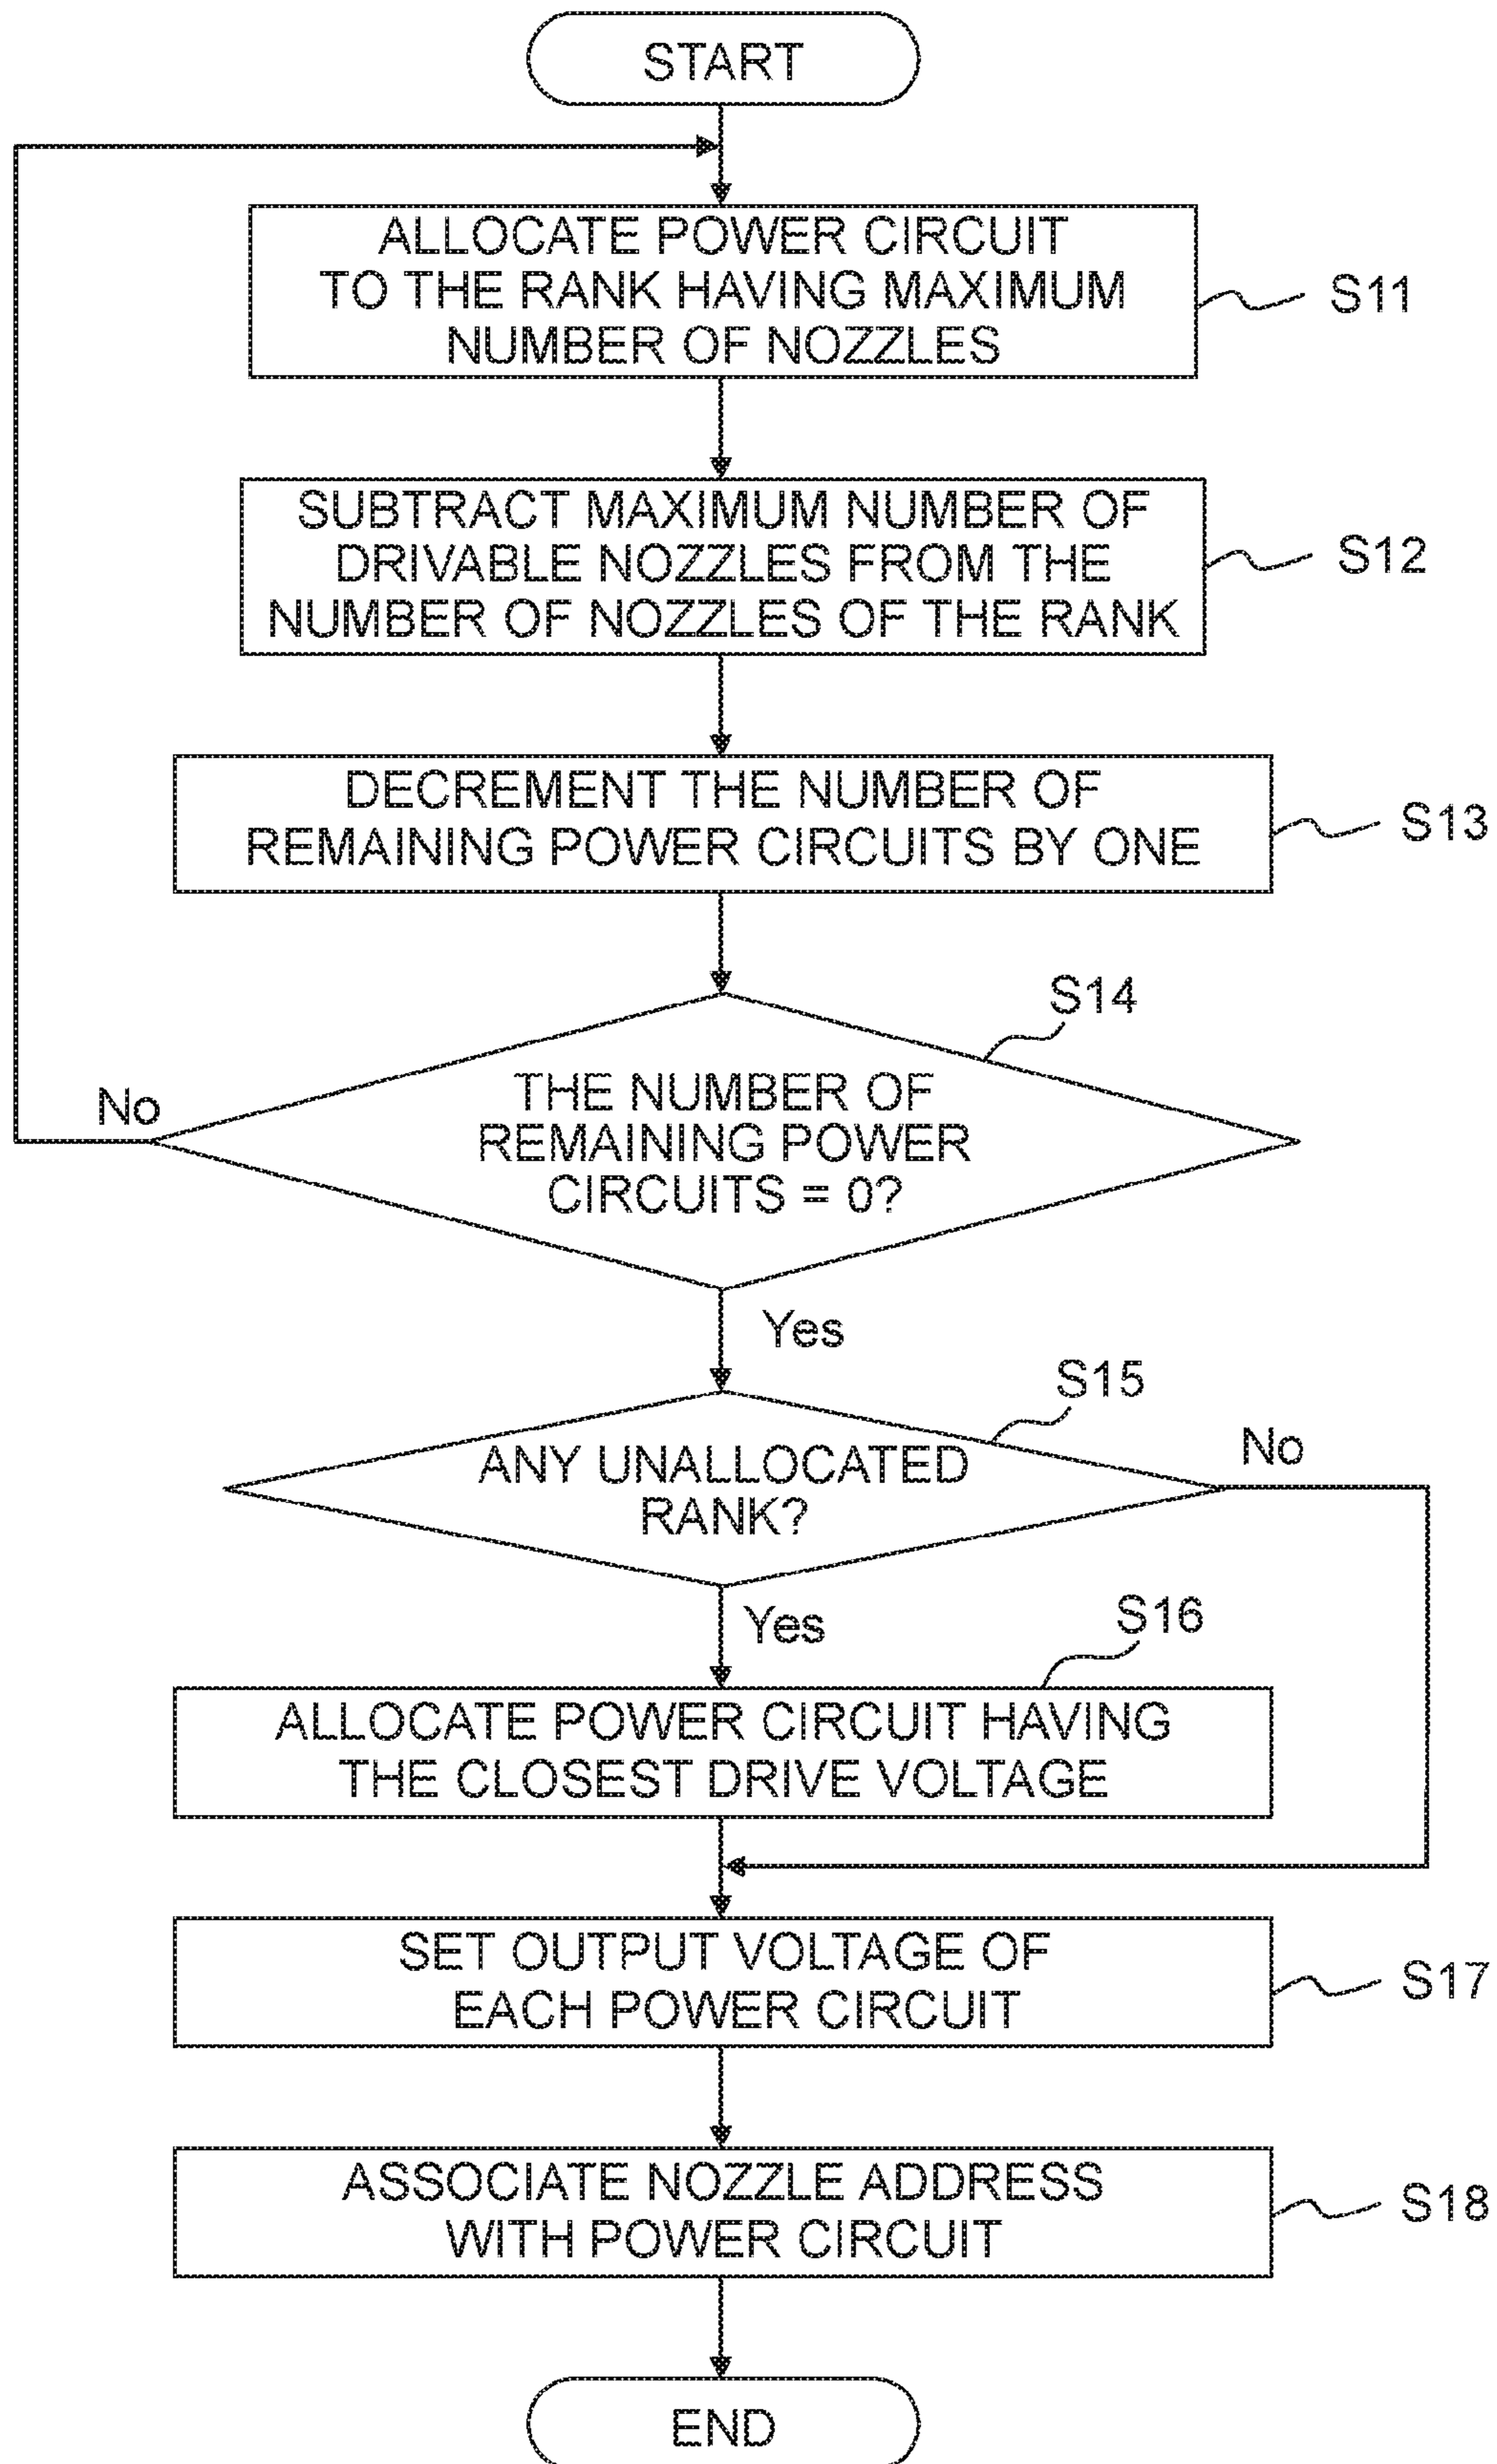 START
ALLOCATE POWER CIRCUIT
TO THE RANK HAVING MAXIMUM
NUMBER OF NOZZLES
S11
SUBTRACT MAXIMUM NUMBER OF
DRIVABLE NOZZLES FROM THE
NUMBER OF NOZZLES OF THE RANK
S12
DECREMENT THE NUMBER OF
REMAINING POWER CIRCUITS BY ONE
S13
S14
THE NUMBER OF
REMAINING POWER
CIRCUITS = 0?
No
Yes
S15
ANY UNALLOCATED
RANK?
No
Yes
S16
ALLOCATE POWER CIRCUIT HAVING
THE CLOSEST DRIVE VOLTAGE
SET OUTPUT VOLTAGE OF
EACH POWER CIRCUIT
S17
ASSOCIATE NOZZLE ADDRESS
WITH POWER CIRCUIT
S18
END